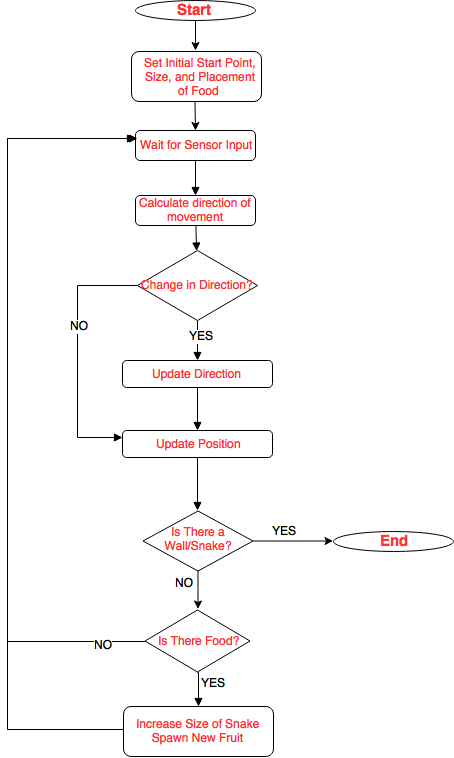 Start
Set Initial Start Point,
Size, and Placement
of Food
Wait for Sensor Input
Calculate direction of
movement
Change in Direction?
NO
YES
Update Direction
Update Position
Is There a
Wall/Snake?
YES
End
NO
Is There Food?
NO
YES
Increase Size of Snake
Spawn New Fruit